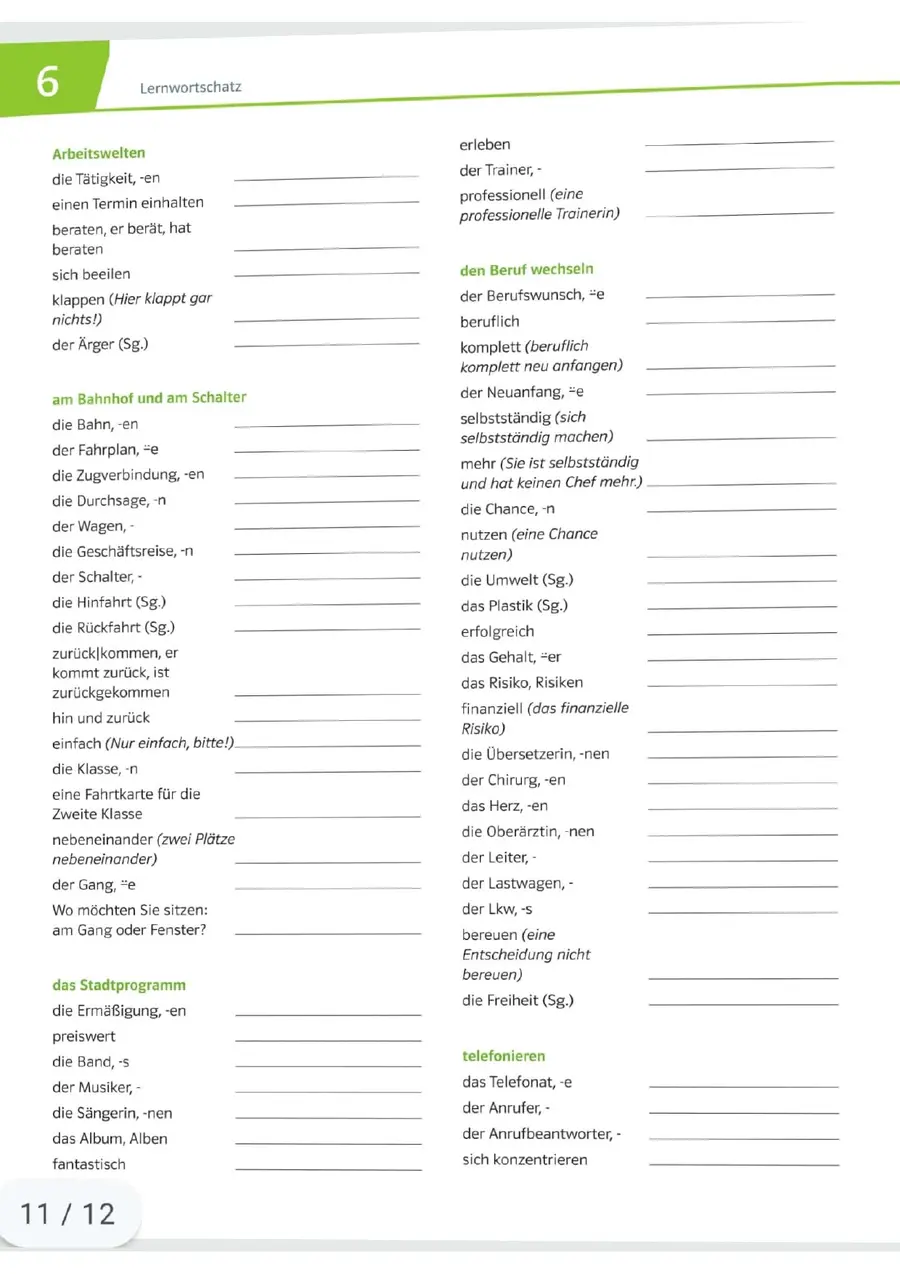 6
Lernwortschatz
Arbeitswelten
die Tätigkeit, -en
einen Termin einhalten
beraten, er berät, hat
beraten
sich beeilen
klappen (Hier klappt gar
nichts!)
der Ärger (Sg.)
am Bahnhof und am Schalter
die Bahn, -en
der Fahrplan, ⸚e
die Zugverbindung, -en
die Durchsage, -n
der Wagen, -
die Geschäftsreise, -n
der Schalter, -
die Hinfahrt (Sg.)
die Rückfahrt (Sg.)
zurück|kommen, er
kommt zurück, ist
zurückgekommen
hin und zurück
einfach (Nur einfach, bitte!)
die Klasse, -n
eine Fahrtkarte für die
Zweite Klasse
nebeneinander (zwei Plätze
nebeneinander)
der Gang, ⸚e
Wo möchten Sie sitzen:
am Gang oder Fenster?
das Stadtprogramm
die Ermäßigung, -en
preiswert
die Band, -s
der Musiker, -
die Sängerin, -nen
das Album, Alben
fantastisch
erleben
der Trainer, -
professionell (eine
professionelle Trainerin)
den Beruf wechseln
der Berufswunsch, ⸚e
beruflich
komplett (beruflich
komplett neu anfangen)
der Neuanfang, ⸚e
selbstständig (sich
selbstständig machen)
mehr (Sie ist selbstständig
und hat keinen Chef mehr.)
die Chance, -n
nutzen (eine Chance
nutzen)
die Umwelt (Sg.)
das Plastik (Sg.)
erfolgreich
das Gehalt, ⸚er
das Risiko, Risiken
finanziell (das finanzielle
Risiko)
die Übersetzerin, -nen
der Chirurg, -en
das Herz, -en
die Oberärztin, -nen
der Leiter, -
der Lastwagen, -
der Lkw, -s
bereuen (eine
Entscheidung nicht
bereuen)
die Freiheit (Sg.)
telefonieren
das Telefonat, -e
der Anrufer, -
der Anrufbeantworter, -
sich konzentrieren
11 / 12